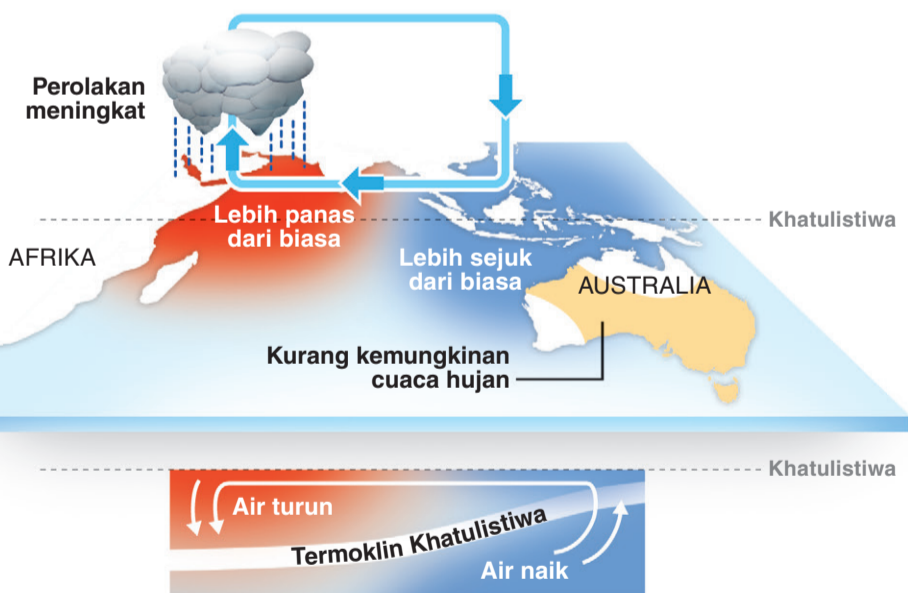 Perolakan
meningkat
Khatulistiwa
Lebih panas
dari biasa
AFRIKA
Lebih sejuk
dari biasa
AUSTRALIA
Kurang kemungkinan
cuaca hujan
Khatulistiwa
Air turun
Termoklin Khatulistiwa
Air naik